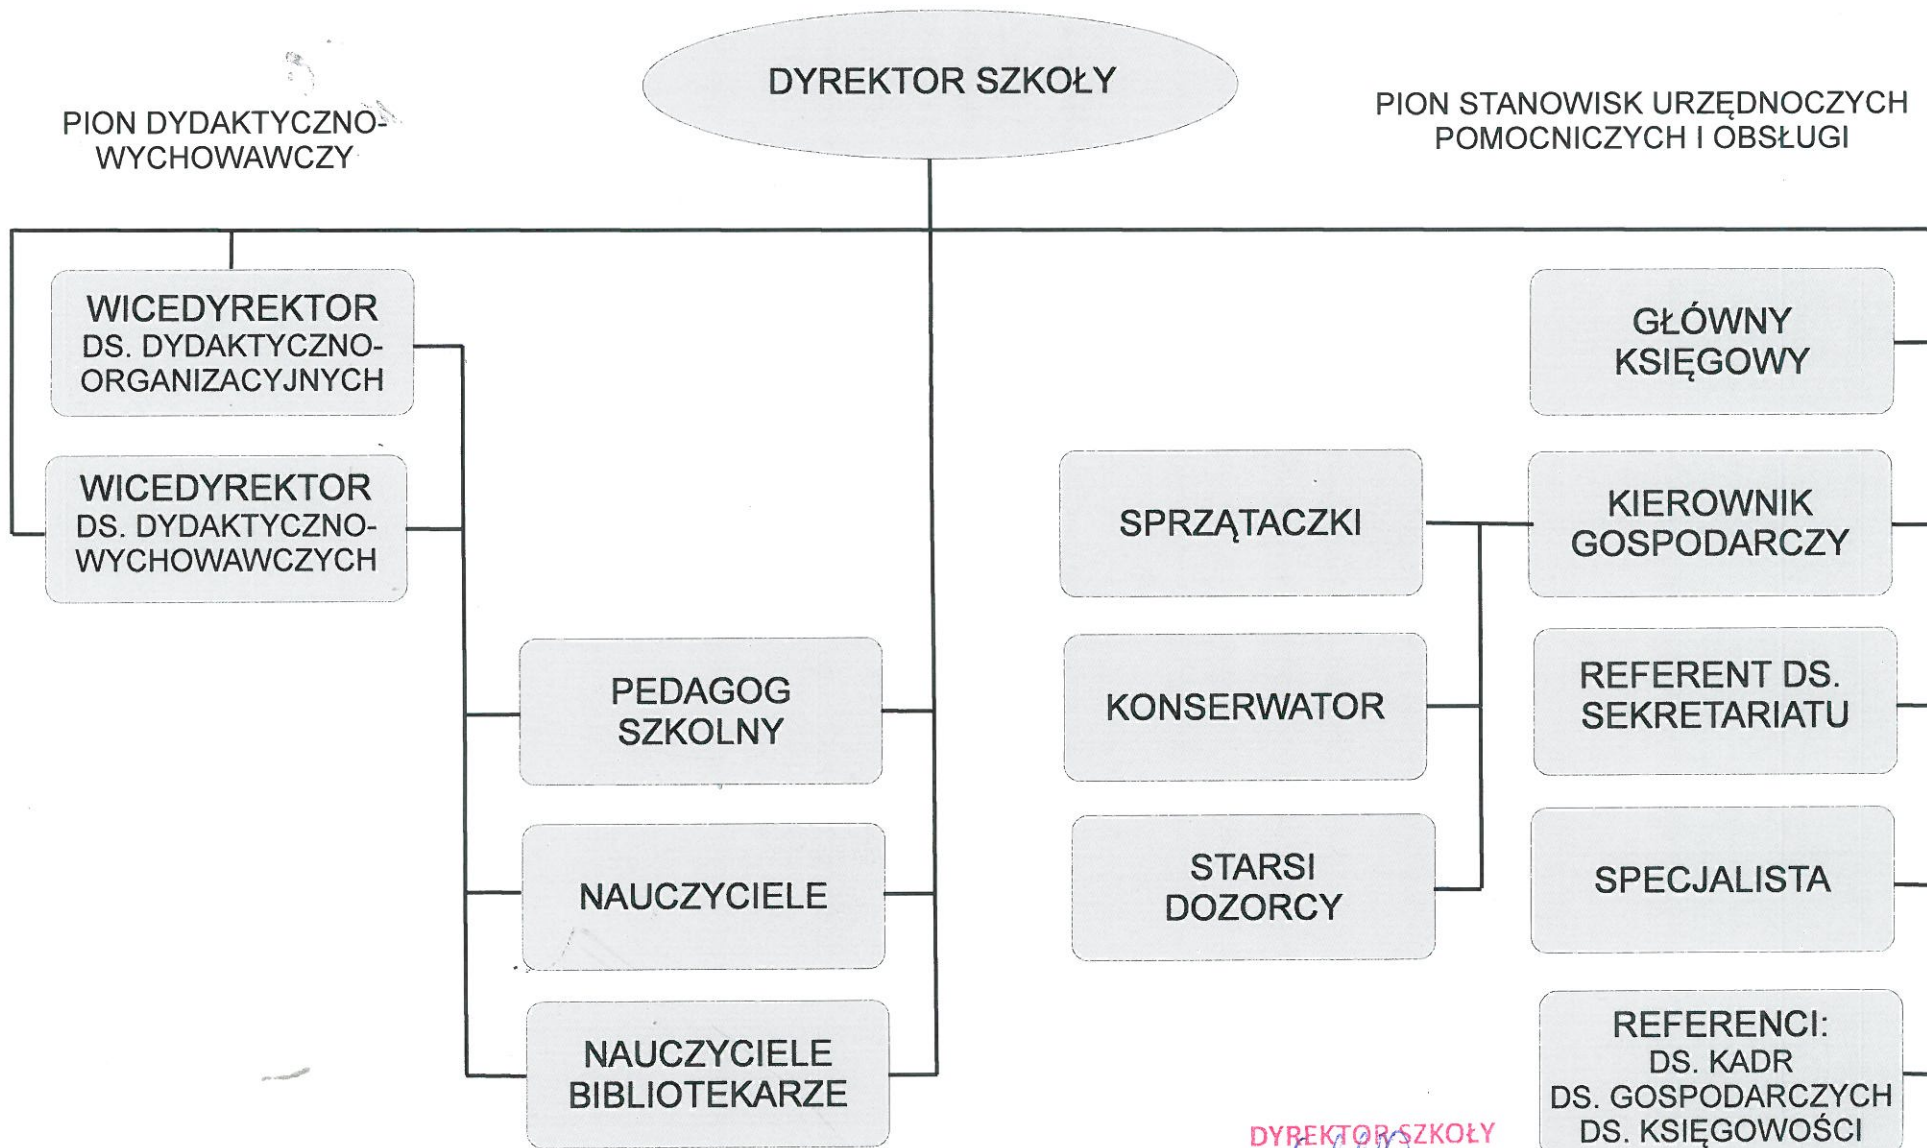 DYREKTOR SZKOŁY
PION DYDAKTYCZNO-
WYCHOWAWCZY
PION STANOWISK URZĘDNOCZYCH
POMOCNICZYCH I OBSŁUGI
WICEDYREKTOR
DS. DYDAKTYCZNO-
ORGANIZACYJNYCH
WICEDYREKTOR
DS. DYDAKTYCZNO-
WYCHOWAWCZYCH
PEDAGOG
SZKOLNY
NAUCZYCIELE
NAUCZYCIELE
BIBLIOTEKARZE
SPRZĄTACZKI
KONSERWATOR
STARSI
DOZORCY
GŁÓWNY
KSIĘGOWY
KIEROWNIK
GOSPODARCZY
REFERENT DS.
SEKRETARIATU
SPECJALISTA
REFERENCI:
DS. KADR
DS. GOSPODARCZYCH
DS. KSIĘGOWOŚCI
DYREKTOR SZKOŁY